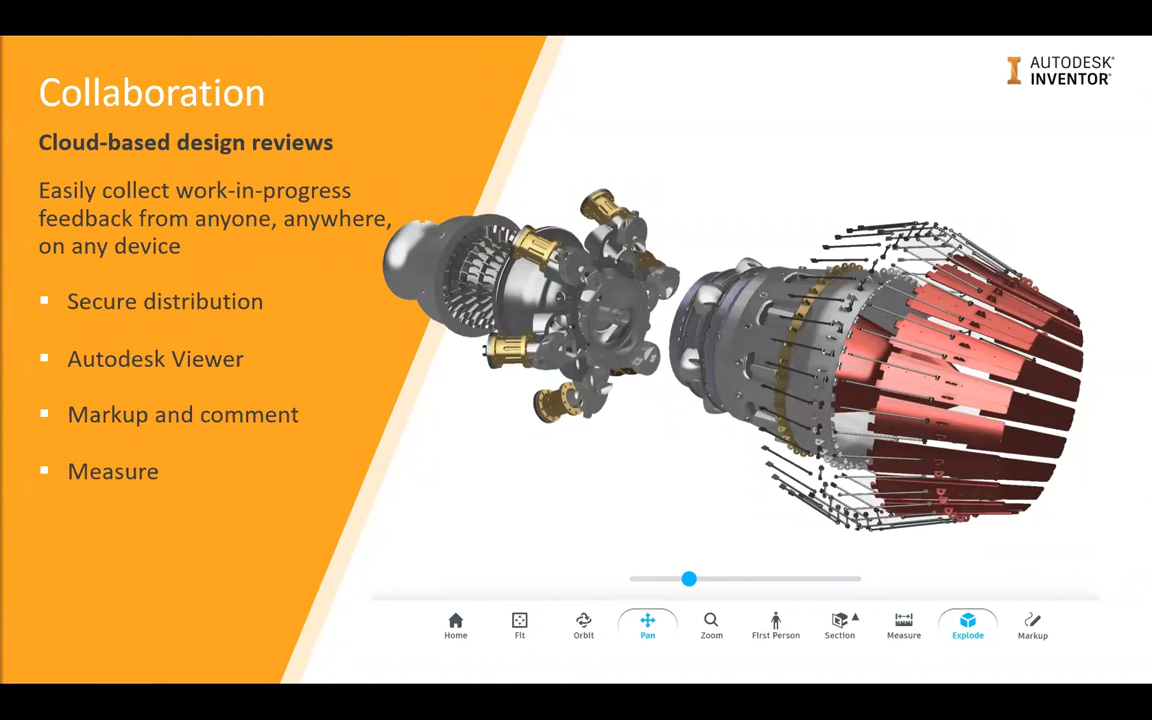 Collaboration
AUTODESK®
INVENTOR®
Cloud-based design reviews
Easily collect work-in-progress
feedback from anyone, anywhere,
on any device
Secure distribution
Autodesk Viewer
Markup and comment
Measure
Home
Fit
Orbit
Pan
Zoom
First Person
Section
Measure
Explode
Markup